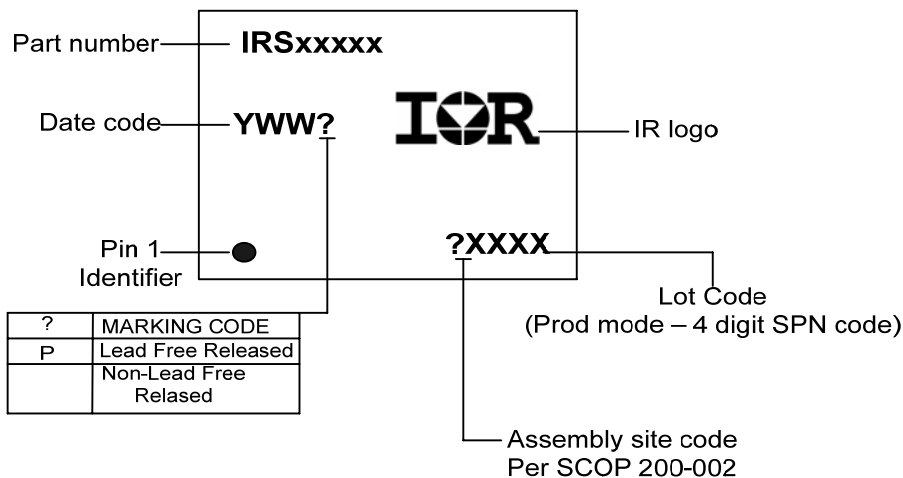 Part number
IRSxxxxx
Date code
YWW?
IOR
IR logo
Pin 1
Identifier
?XXXX
Lot Code
(Prod mode – 4 digit SPN code)
? MARKING CODE
P Lead Free Released
Non-Lead Free
Relased
Assembly site code
Per SCOP 200-002